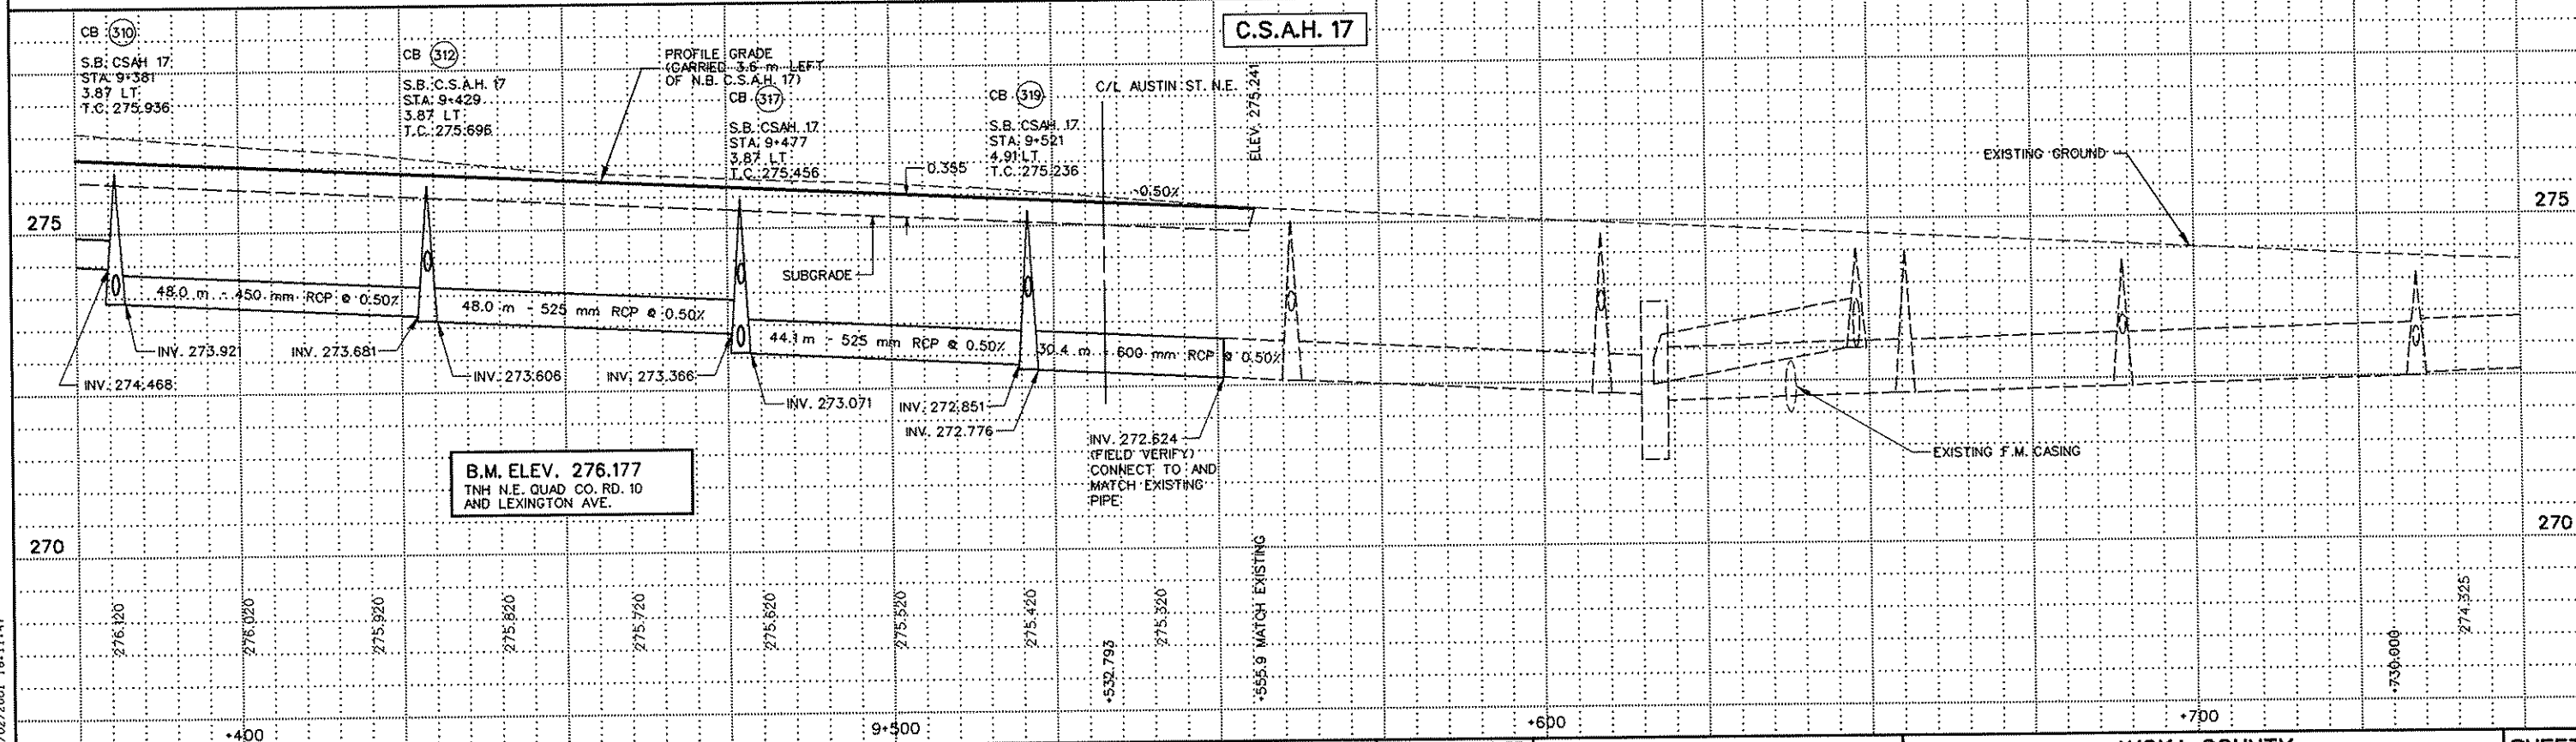 C.S.A.H. 17
CB 310
S.B. CSAH 17
STA. 9+381
3.87 LT.
T.C. 275.936
CB 312
S.B. C.S.A.H. 17
STA. 9+429
3.87 LT.
T.C. 275.696
PROFILE GRADE
(CARRIED 3.6 m LEFT
OF N.B. C.S.A.H. 17)
CB 317
S.B. CSAH 17
STA. 9+477
3.87 LT.
T.C. 275.456
CB 319
S.B. CSAH 17
STA. 9+521
4.91 LT.
T.C. 275.236
C/L AUSTIN ST. N.E.
ELEV. 275.241
EXISTING GROUND
-0.50%
275
275
SUBGRADE
48.0 m - 450 mm RCP @ 0.50%
48.0 m - 525 mm RCP @ 0.50%
44.1 m - 525 mm RCP @ 0.50%
30.4 m - 600 mm RCP @ 0.50%
INV. 274.468
INV. 273.921
INV. 273.681
INV. 273.606
INV. 273.366
INV. 273.071
INV. 272.851
INV. 272.776
INV. 272.624
(FIELD VERIFY)
CONNECT TO AND
MATCH EXISTING
PIPE
EXISTING F.M. CASING
B.M. ELEV. 276.177
TNH N.E. QUAD CO. RD. 10
AND LEXINGTON AVE.
270
270
276.120
276.020
275.920
275.820
275.720
275.620
275.520
275.420
+532.793
275.320
+555.9 MATCH EXISTING
+730.000
274.525
+400
9+500
+600
+700